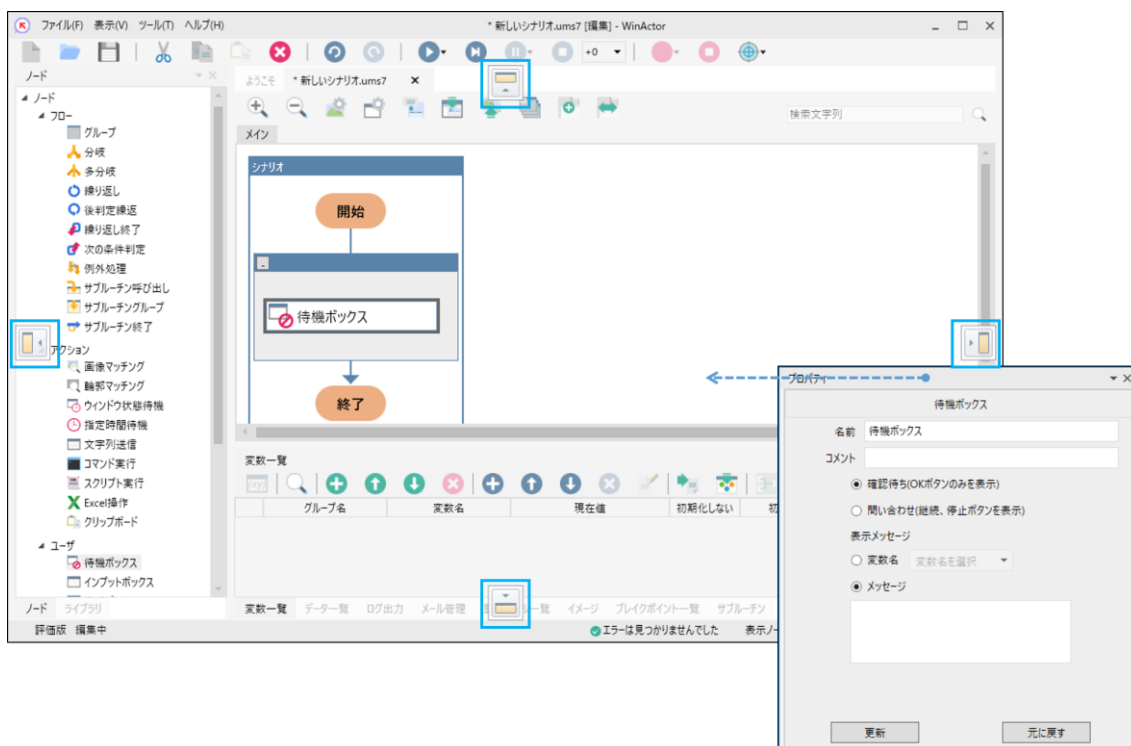 ファイル(F) 表示(V) ツール(T) ヘルプ(H)
* 新しいシナリオ.ums7 [編集] - WinActor
+0
ノード
ようこそ
* 新しいシナリオ.ums7
検索文字列
メイン
ノード
フロー
グループ
分岐
多分岐
繰り返し
後判定繰返
繰り返し終了
次の条件判定
例外処理
サブルーチン呼び出し
サブルーチングループ
サブルーチン終了
アクション
画像マッチング
輪郭マッチング
ウィンドウ状態待機
指定時間待機
文字列送信
コマンド実行
スクリプト実行
Excel操作
クリップボード
ユーザ
待機ボックス
インプットボックス
ノード ライブラリ
シナリオ
開始
待機ボックス
終了
変数一覧
グループ名 変数名 現在値 初期化しない
変数一覧 データ一覧 ログ出力 メール管理 イメージ ブレイクポイント一覧 サブルーチン
評価版 編集中
エラーは見つかりませんでした
プロパティ
待機ボックス
名前 待機ボックス
コメント
確認待ち(OKボタンのみを表示)
問い合わせ(継続、停止ボタンを表示)
表示メッセージ
変数名 変数名を選択
メッセージ
更新 元に戻す